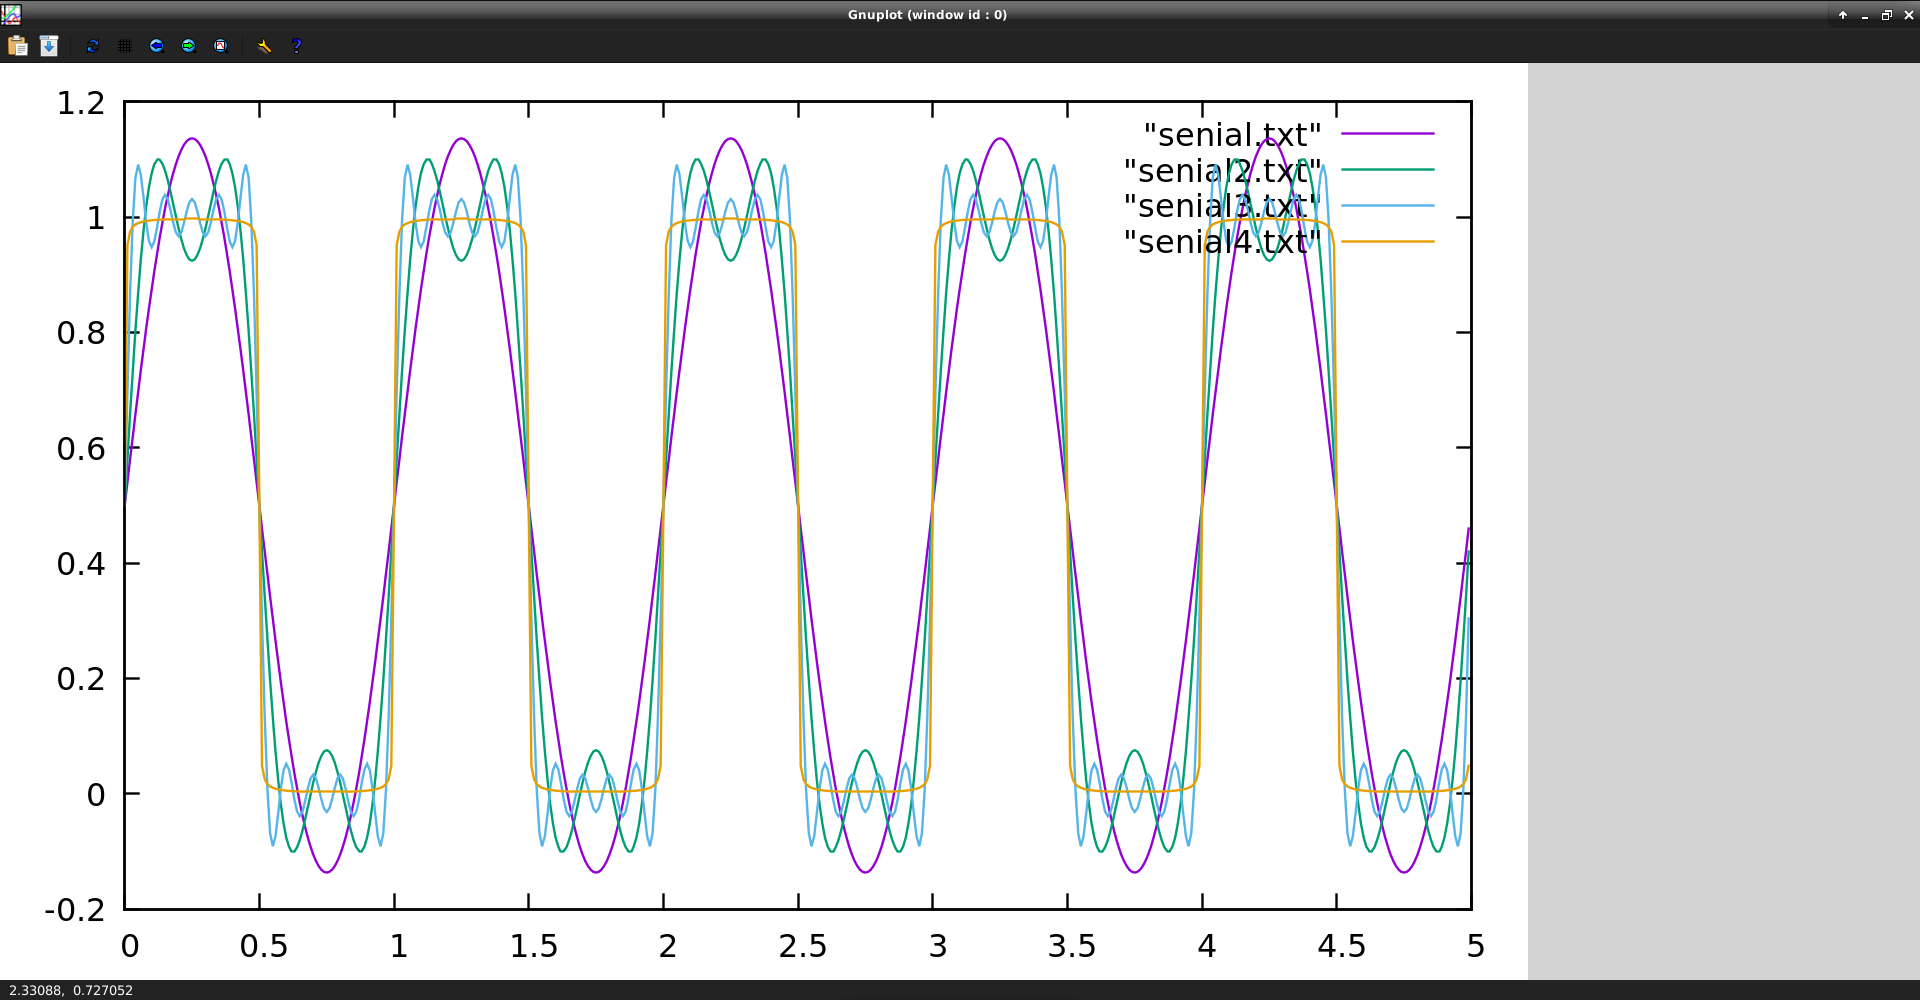 Gnuplot (window id : 0)
1.2
1
0.8
0.6
0.4
0.2
0
-0.2
0 0.5 1 1.5 2 2.5 3 3.5 4 4.5 5
"senial.txt"
"senial2.txt"
"senial3.txt"
"senial4.txt"
2.33088, 0.727052